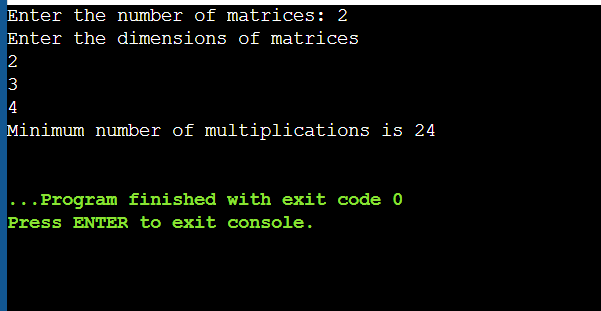 Enter the number of matrices: 2
Enter the dimensions of matrices
2
3
4
Minimum number of multiplications is 24
...Program finished with exit code 0
Press ENTER to exit console.